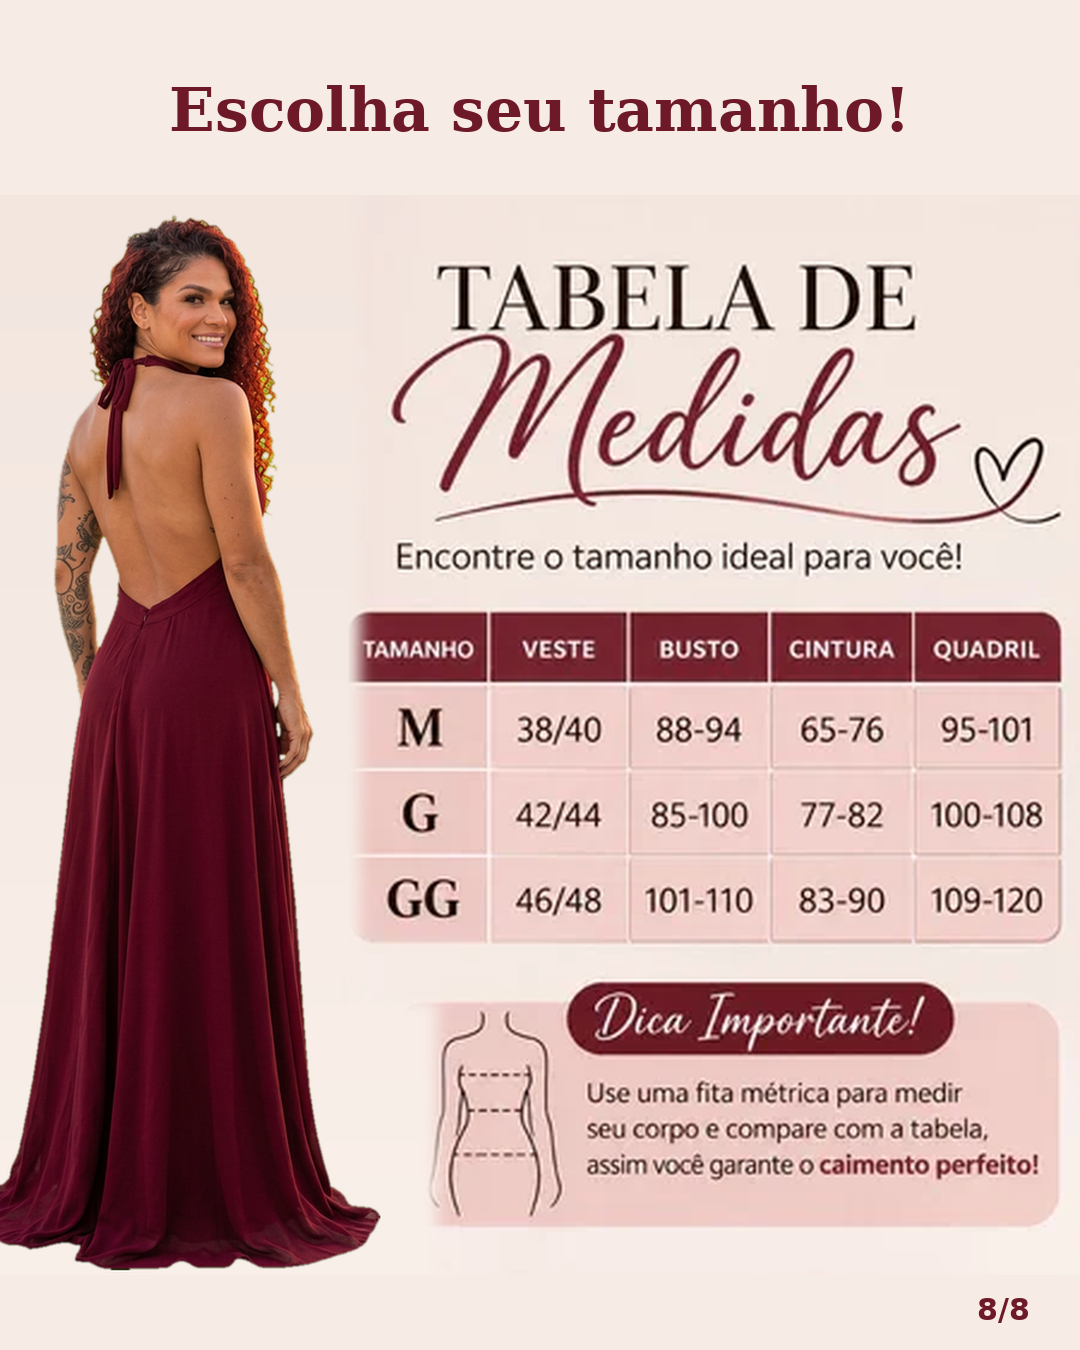 Escolha seu tamanho!
TABELA DE
Medidas
Encontre o tamanho ideal para você!
TAMANHO VESTE BUSTO CINTURA QUADRIL
M 38/40 88-94 65-76 95-101
G 42/44 85-100 77-82 100-108
GG 46/48 101-110 83-90 109-120
Dica Importante!
Use uma fita métrica para medir
seu corpo e compare com a tabela,
assim você garante o caimento perfeito!
8/8